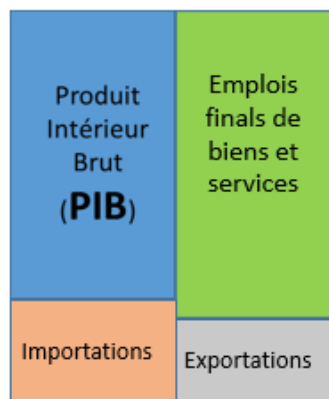 Produit
Intérieur
Brut
(PIB)
Emplois
finals de
biens et
services
Importations
Exportations